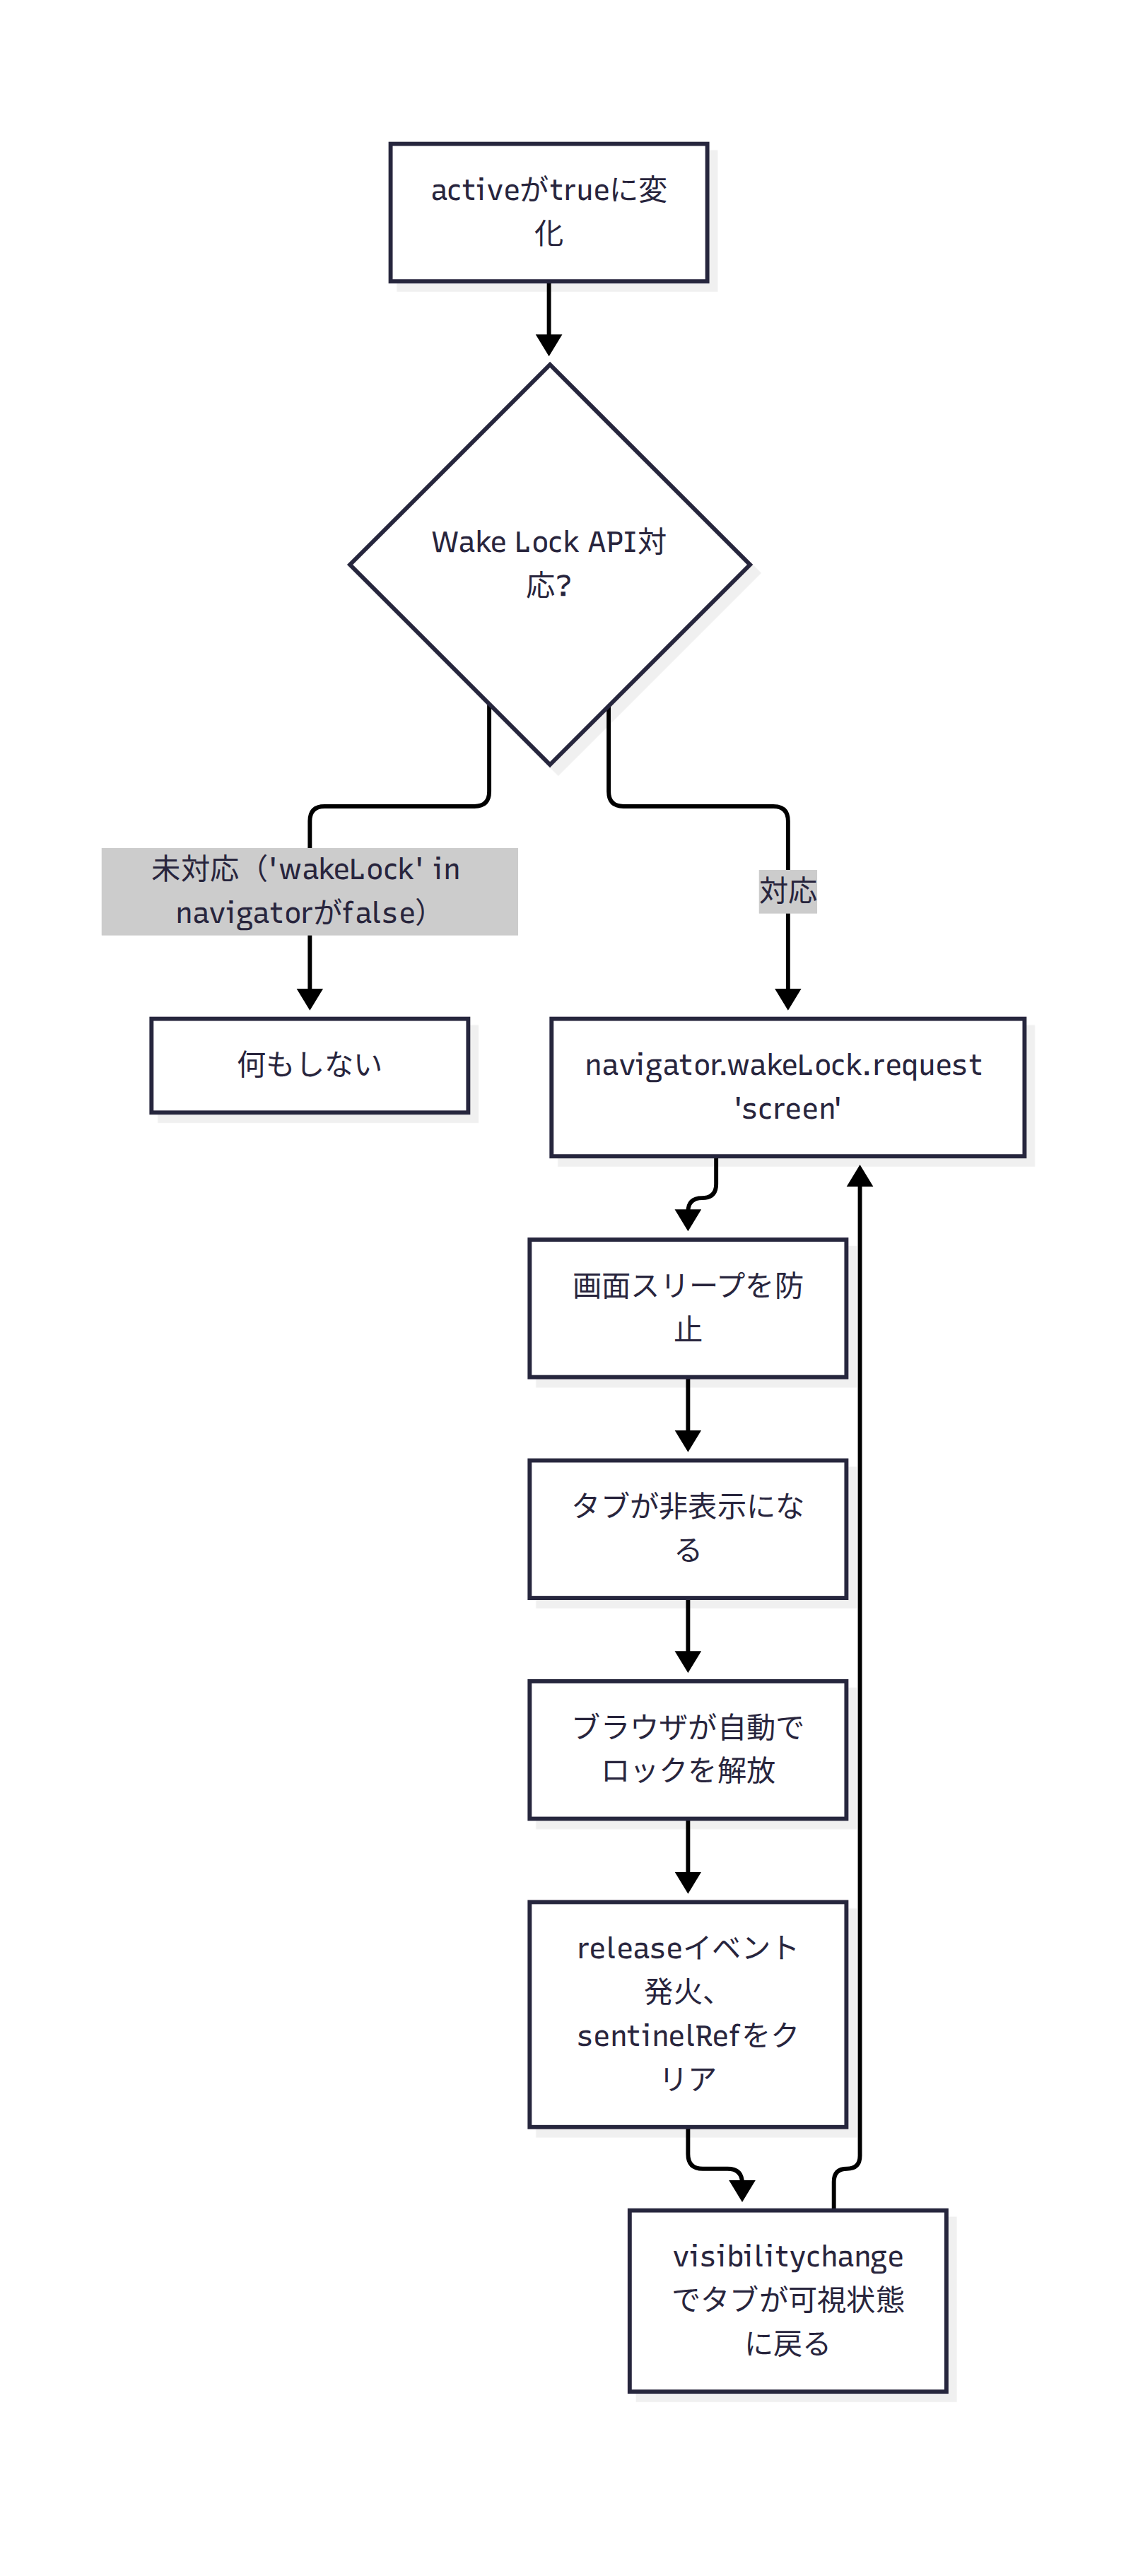 activeがtrueに変
化
Wake Lock API対
応?
未対応（'wakeLock' in
navigatorがfalse）
対応
何もしない
navigator.wakeLock.request
'screen'
画面スリープを防
止
タブが非表示にな
る
ブラウザが自動で
ロックを解放
releaseイベント
発火、
sentinelRefをク
リア
visibilitychange
でタブが可視状態
に戻る